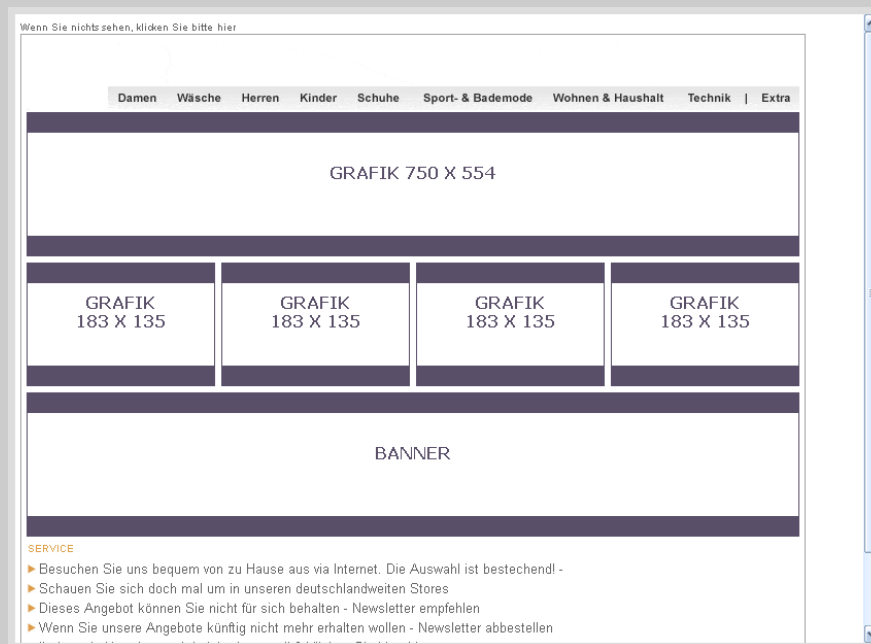 Wenn Sie nichts sehen, klicken Sie bitte hier
Damen Wäsche Herren Kinder Schuhe Sport- & Bademode Wohnen & Haushalt Technik | Extra
GRAFIK 750 X 554
GRAFIK GRAFIK GRAFIK GRAFIK
183 X 135 183 X 135 183 X 135 183 X 135
BANNER
SERVICE
Besuchen Sie uns bequem von zu Hause aus via Internet. Die Auswahl ist bestechend! -
Schauen Sie sich doch mal um in unseren deutschlandweiten Stores
Dieses Angebot können Sie nicht für sich behalten - Newsletter empfehlen
Wenn Sie unsere Angebote künftig nicht mehr erhalten wollen - Newsletter abbestellen